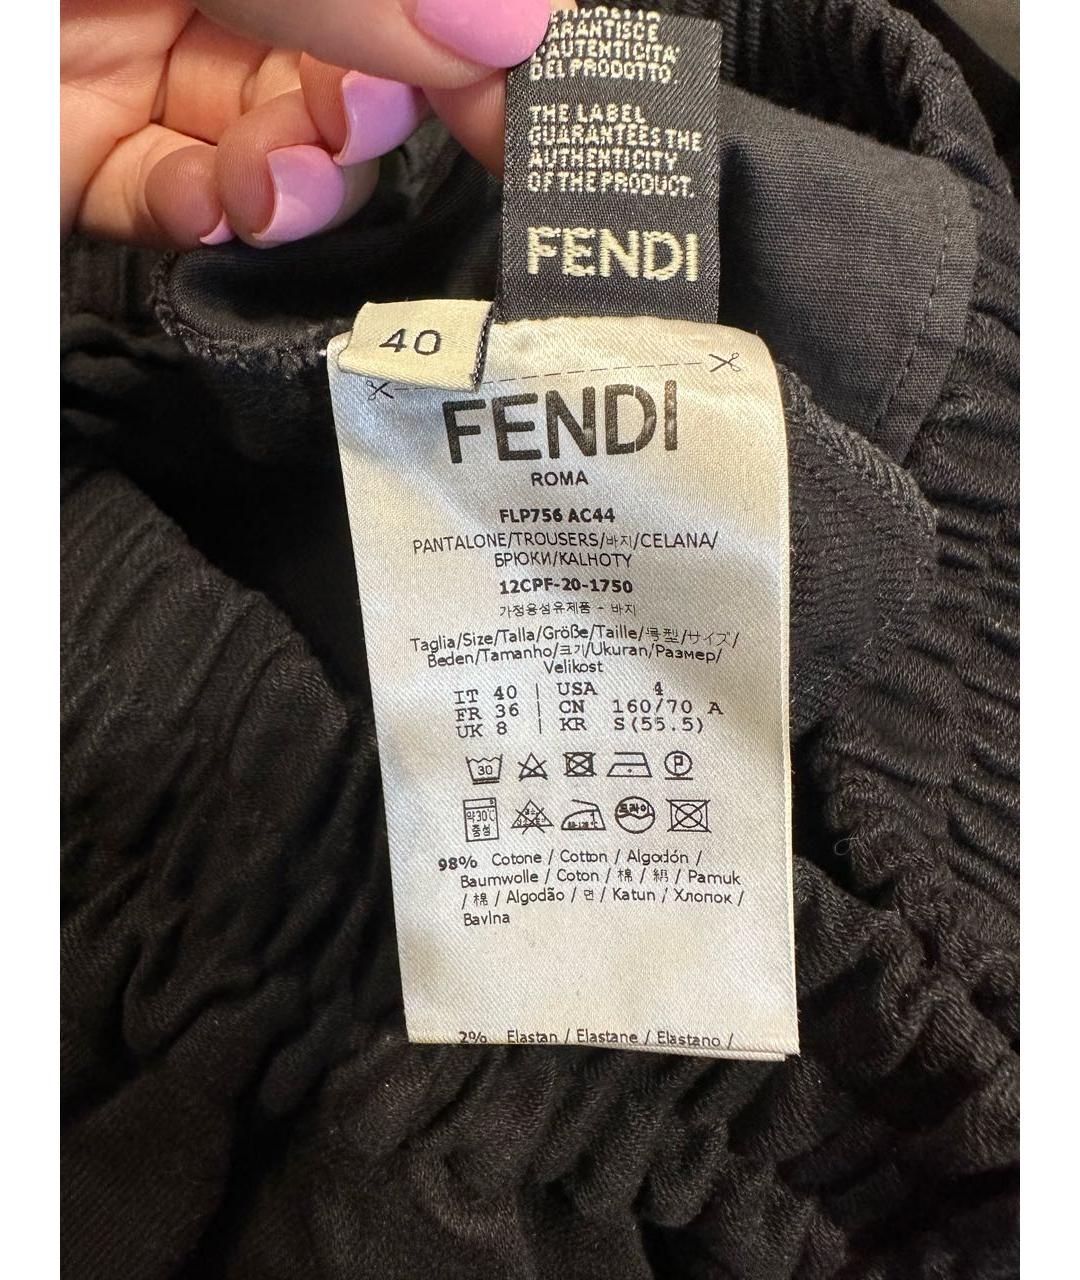 GARANTISCE
L'AUTENTICITA'
DEL PRODOTTO.
THE LABEL
GUARANTEES THE
AUTHENTICITY
OF THE PRODUCT.
FENDI
40
FENDI
ROMA
FLP756 AC44
PANTALONE/TROUSERS/바지/CELANA/
БРЮКИ/KALHOTY
12CPF-20-1750
가정용섬유제품 - 바지
Taglia/Size/Talla/Größe/Taille/号型/サイズ/
Beden/Tamanho/크기/Ukuran/Размер/
Velikost
IT 40 | USA 4
FR 36 | CN 160/70 A
UK 8 | KR S(55.5)
30
P
약30℃
중성
드라이
98% Cotone / Cotton / Algodón /
Baumwolle / Coton / 棉 / 綿 / Pamuk
/ 棉 / Algodão / 면 / Katun / Хлопок /
Bavlna
2% Elastan / Elastane / Elastano /